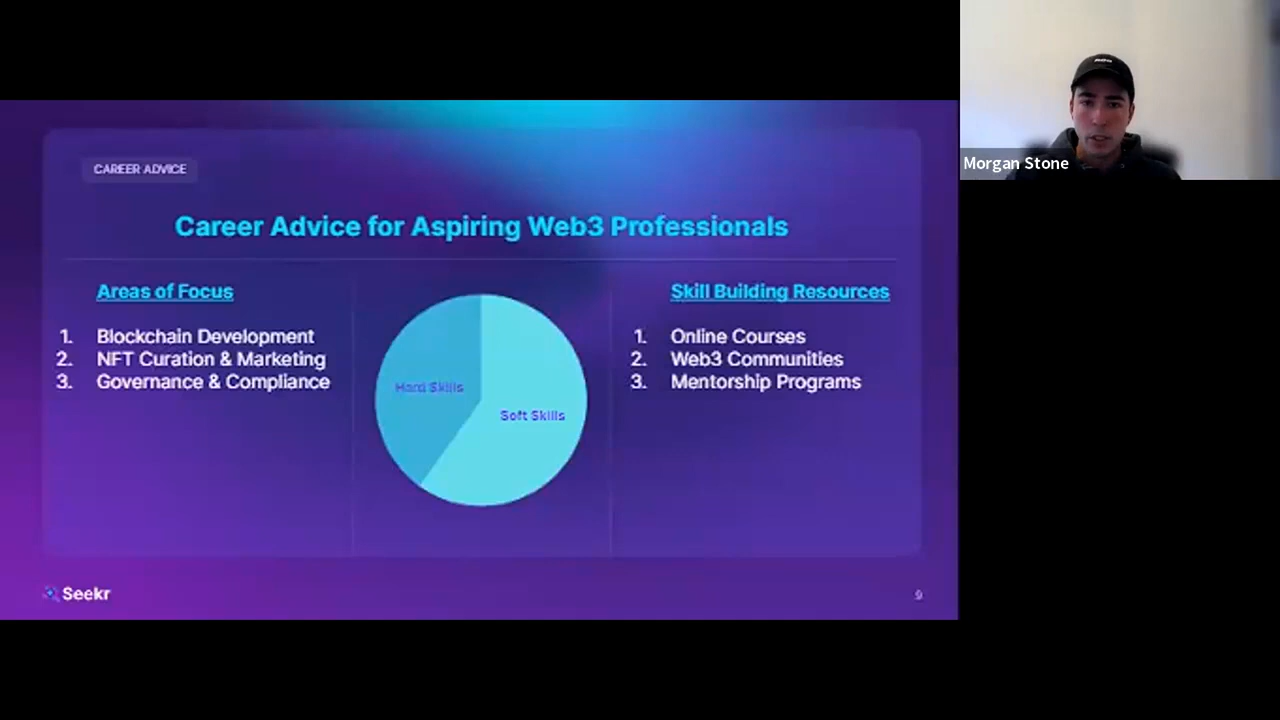 CAREER ADVICE
Career Advice for Aspiring Web3 Professionals
Areas of Focus
1. Blockchain Development
2. NFT Curation & Marketing
3. Governance & Compliance
Hard Skills
Soft Skills
Skill Building Resources
1. Online Courses
2. Web3 Communities
3. Mentorship Programs
Seekr
9
Morgan Stone